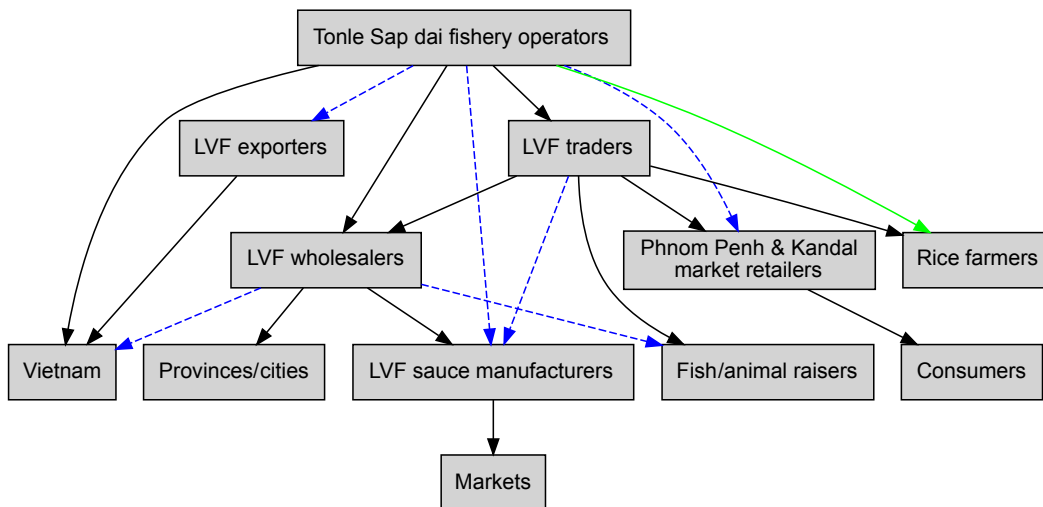 Tonle Sap dai fishery operators
LVF exporters
LVF traders
LVF wholesalers
Phnom Penh & Kandal
market retailers
Rice farmers
Vietnam
Provinces/cities
LVF sauce manufacturers
Fish/animal raisers
Consumers
Markets